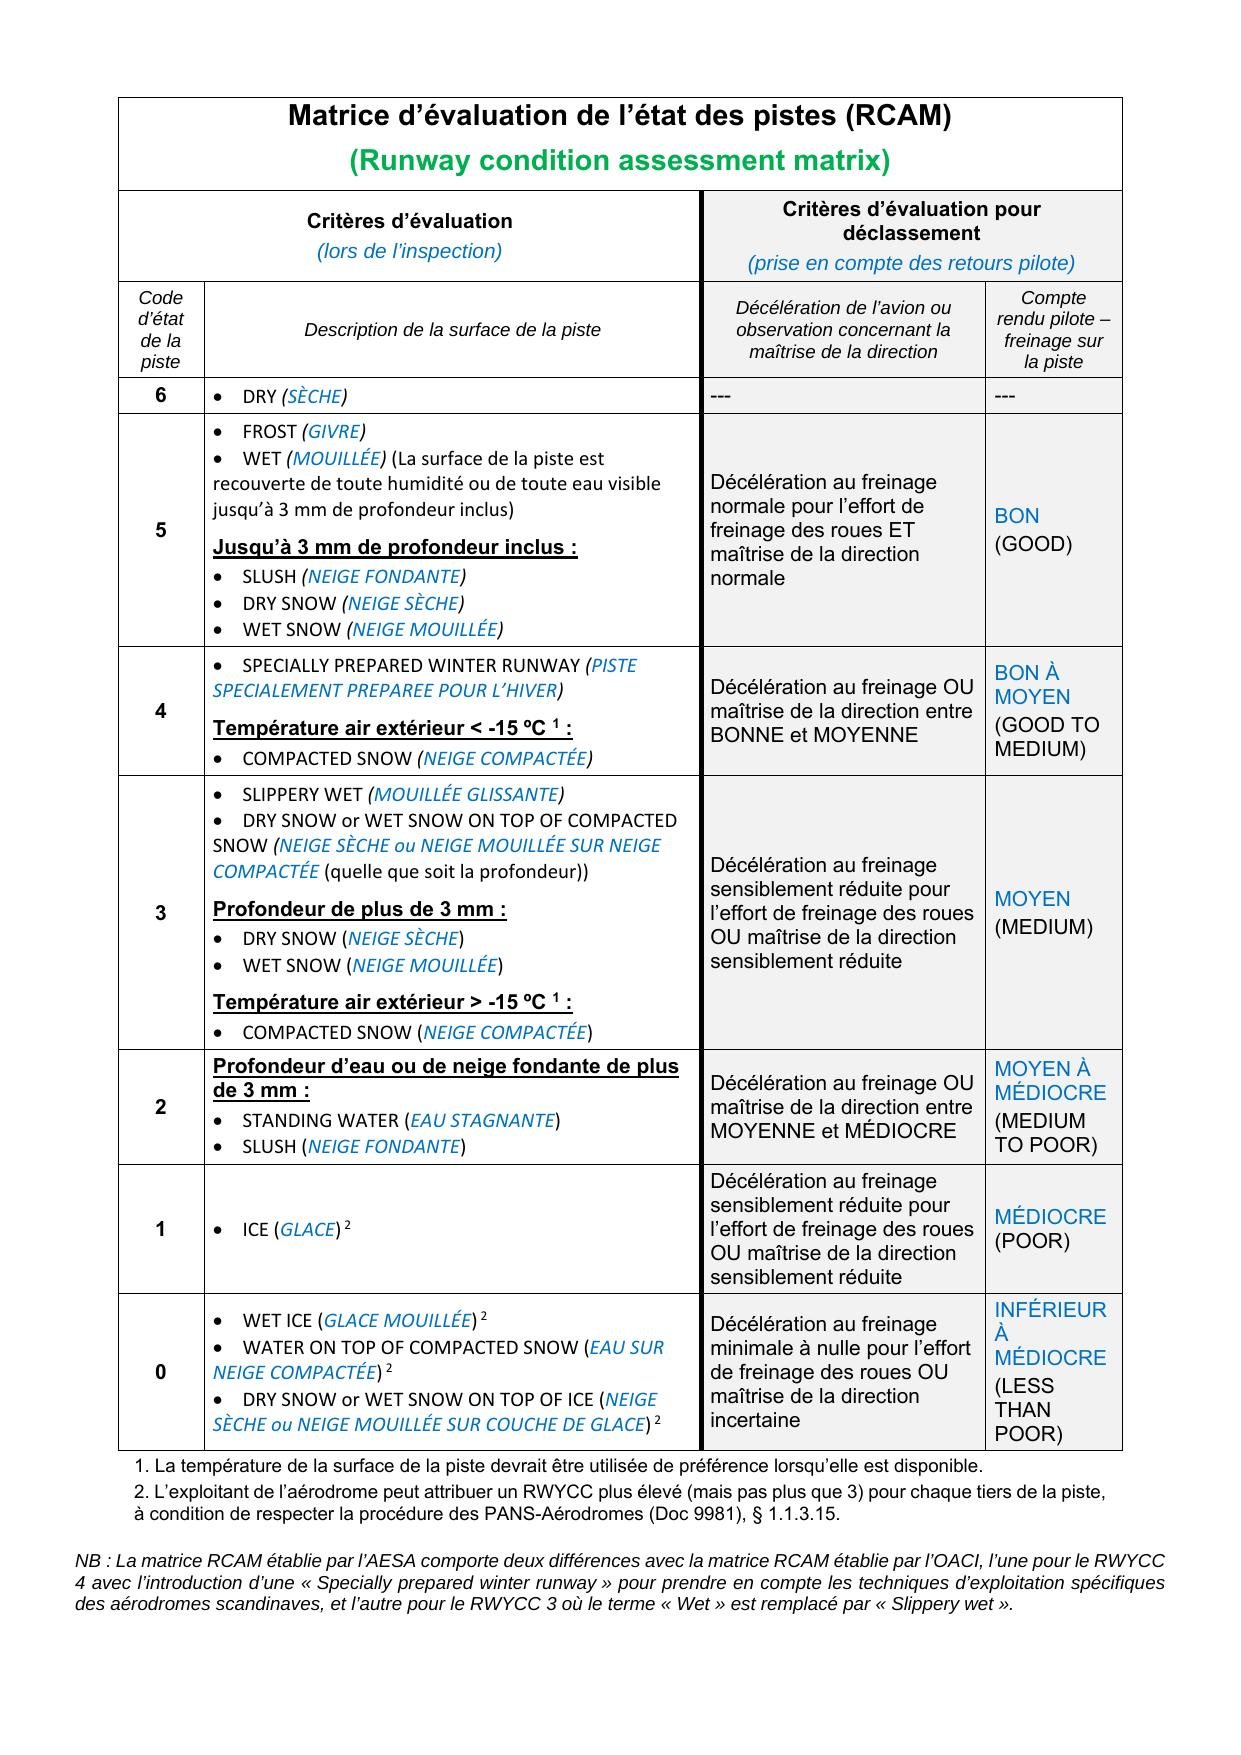 Matrice d’évaluation de l’état des pistes (RCAM)
(Runway condition assessment matrix)
Critères d’évaluation
(lors de l’inspection)
Critères d’évaluation pour
déclassement
(prise en compte des retours pilote)
Code
d’état
de la
piste
Description de la surface de la piste
Décélération de l’avion ou
observation concernant la
maîtrise de la direction
Compte
rendu pilote –
freinage sur
la piste
6
• DRY (SÈCHE)
---
---
5
• FROST (GIVRE)
• WET (MOUILLÉE) (La surface de la piste est
recouverte de toute humidité ou de toute eau visible
jusqu’à 3 mm de profondeur inclus)
Jusqu’à 3 mm de profondeur inclus :
• SLUSH (NEIGE FONDANTE)
• DRY SNOW (NEIGE SÈCHE)
• WET SNOW (NEIGE MOUILLÉE)
Décélération au freinage
normale pour l’effort de
freinage des roues ET
maîtrise de la direction
normale
BON
(GOOD)
4
• SPECIALLY PREPARED WINTER RUNWAY (PISTE
SPECIALEMENT PREPAREE POUR L’HIVER)
Température air extérieur < -15 ºC 1 :
• COMPACTED SNOW (NEIGE COMPACTÉE)
Décélération au freinage OU
maîtrise de la direction entre
BONNE et MOYENNE
BON À
MOYEN
(GOOD TO
MEDIUM)
3
• SLIPPERY WET (MOUILLÉE GLISSANTE)
• DRY SNOW or WET SNOW ON TOP OF COMPACTED
SNOW (NEIGE SÈCHE ou NEIGE MOUILLÉE SUR NEIGE
COMPACTÉE (quelle que soit la profondeur))
Profondeur de plus de 3 mm :
• DRY SNOW (NEIGE SÈCHE)
• WET SNOW (NEIGE MOUILLÉE)
Température air extérieur > -15 ºC 1 :
• COMPACTED SNOW (NEIGE COMPACTÉE)
Décélération au freinage
sensiblement réduite pour
l’effort de freinage des roues
OU maîtrise de la direction
sensiblement réduite
MOYEN
(MEDIUM)
2
Profondeur d’eau ou de neige fondante de plus
de 3 mm :
• STANDING WATER (EAU STAGNANTE)
• SLUSH (NEIGE FONDANTE)
Décélération au freinage OU
maîtrise de la direction entre
MOYENNE et MÉDIOCRE
MOYEN À
MÉDIOCRE
(MEDIUM
TO POOR)
1
• ICE (GLACE) 2
Décélération au freinage
sensiblement réduite pour
l’effort de freinage des roues
OU maîtrise de la direction
sensiblement réduite
MÉDIOCRE
(POOR)
0
• WET ICE (GLACE MOUILLÉE) 2
• WATER ON TOP OF COMPACTED SNOW (EAU SUR
NEIGE COMPACTÉE) 2
• DRY SNOW or WET SNOW ON TOP OF ICE (NEIGE
SÈCHE ou NEIGE MOUILLÉE SUR COUCHE DE GLACE) 2
Décélération au freinage
minimale à nulle pour l’effort
de freinage des roues OU
maîtrise de la direction
incertaine
INFÉRIEUR
À
MÉDIOCRE
(LESS
THAN
POOR)
1. La température de la surface de la piste devrait être utilisée de préférence lorsqu’elle est disponible.
2. L’exploitant de l’aérodrome peut attribuer un RWYCC plus élevé (mais pas plus que 3) pour chaque tiers de la piste,
à condition de respecter la procédure des PANS-Aérodromes (Doc 9981), § 1.1.3.15.
NB : La matrice RCAM établie par l’AESA comporte deux différences avec la matrice RCAM établie par l’OACI, l’une pour le RWYCC
4 avec l’introduction d’une « Specially prepared winter runway » pour prendre en compte les techniques d’exploitation spécifiques
des aérodromes scandinaves, et l’autre pour le RWYCC 3 où le terme « Wet » est remplacé par « Slippery wet ».